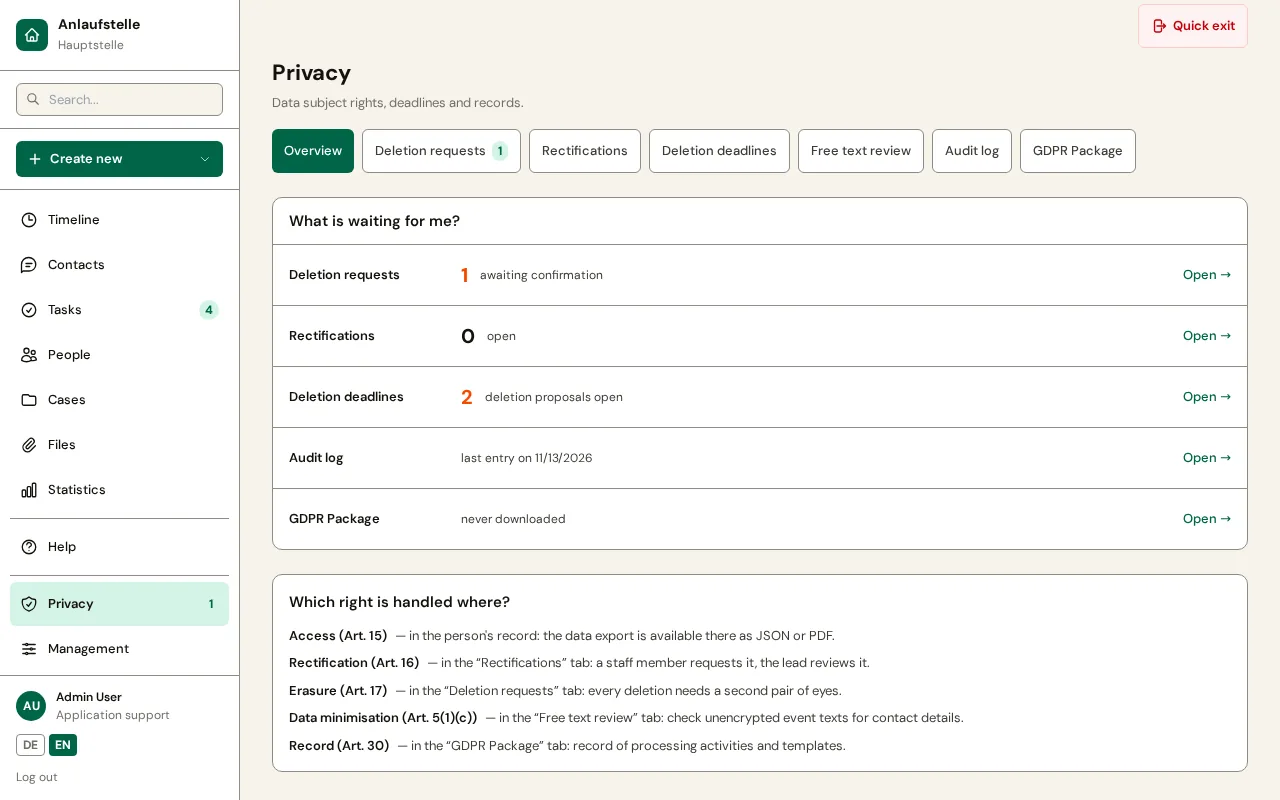 Anlaufstelle
Hauptstelle
Search...
Create new
Timeline
Contacts
Tasks 4
People
Cases
Files
Statistics
Help
Privacy 1
Management
AU
Admin User
Application support
DE EN
Log out
Quick exit
Privacy
Data subject rights, deadlines and records.
Overview Deletion requests 1 Rectifications Deletion deadlines Free text review Audit log GDPR Package
What is waiting for me?
Deletion requests 1 awaiting confirmation Open →
Rectifications 0 open Open →
Deletion deadlines 2 deletion proposals open Open →
Audit log last entry on 11/13/2026 Open →
GDPR Package never downloaded Open →
Which right is handled where?
Access (Art. 15) — in the person's record: the data export is available there as JSON or PDF.
Rectification (Art. 16) — in the “Rectifications” tab: a staff member requests it, the lead reviews it.
Erasure (Art. 17) — in the “Deletion requests” tab: every deletion needs a second pair of eyes.
Data minimisation (Art. 5(1)(c)) — in the “Free text review” tab: check unencrypted event texts for contact details.
Record (Art. 30) — in the “GDPR Package” tab: record of processing activities and templates.